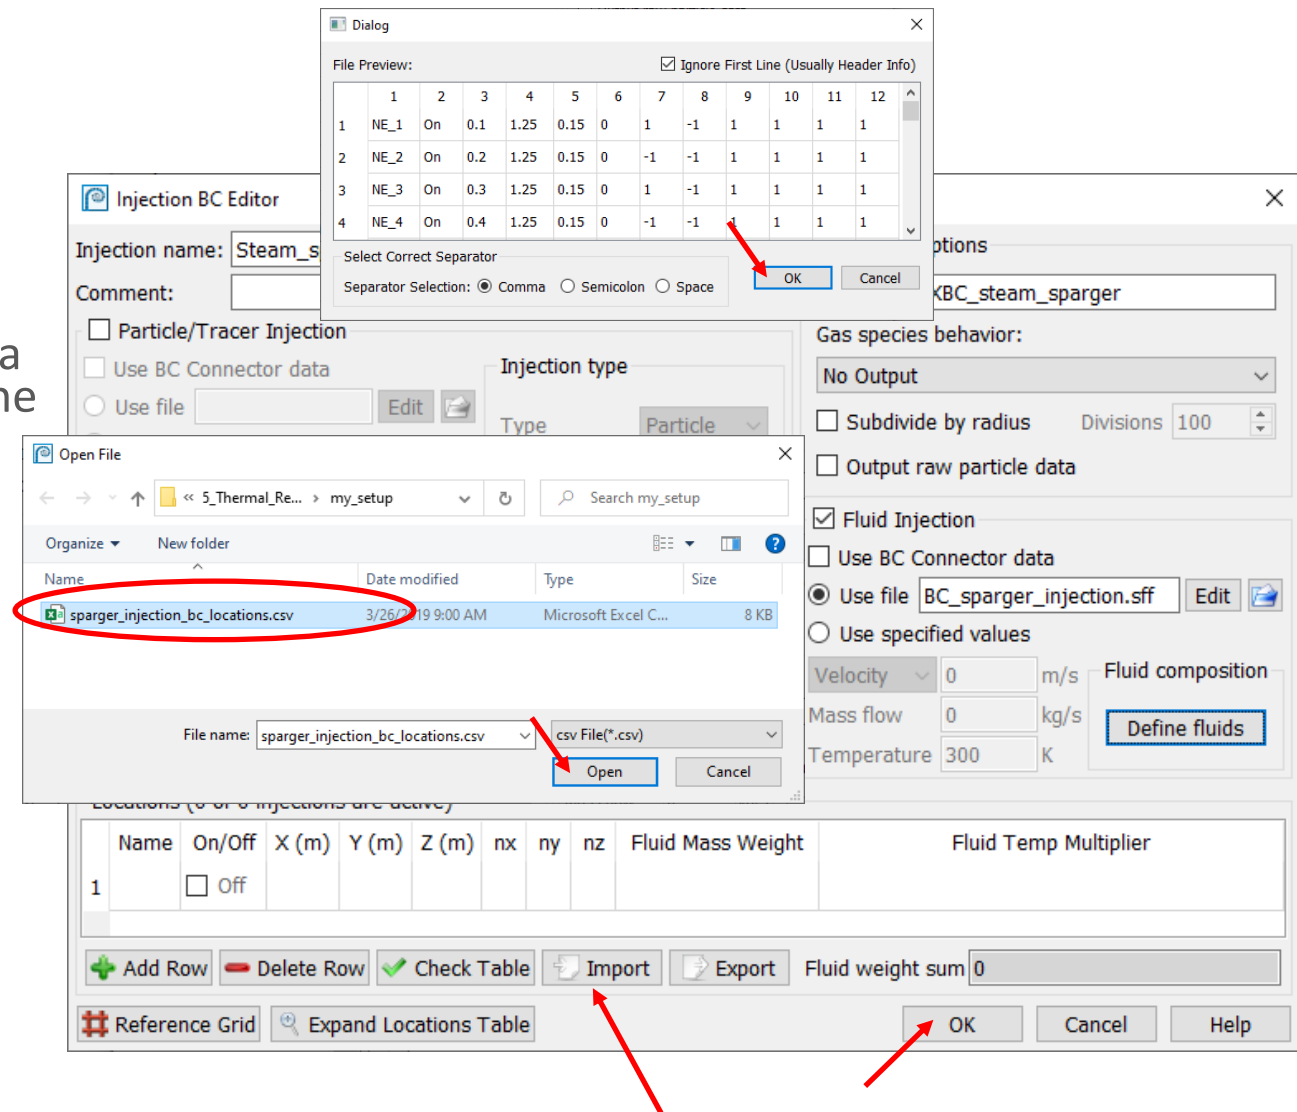 Dialog
File Preview:
Ignore First Line (Usually Header Info)
1 2 3 4 5 6 7 8 9 10 11 12
1 NE_1 On 0.1 1.25 0.15 0 1 -1 1 1 1 1
2 NE_2 On 0.2 1.25 0.15 0 -1 -1 1 1 1 1
3 NE_3 On 0.3 1.25 0.15 0 1 -1 1 1 1 1
4 NE_4 On 0.4 1.25 0.15 0 -1 -1 1 1 1 1
Select Correct Separator
Separator Selection: Comma Semicolon Space
OK Cancel
Injection BC Editor
Injection name: Steam_s
Comment:
Particle/Tracer Injection
Use BC Connector data
Use file Edit
Injection type
Type Particle
a
ne
ptions
BC_steam_sparger
Gas species behavior:
No Output
Subdivide by radius Divisions 100
Output raw particle data
Fluid Injection
Use BC Connector data
Use file BC_sparger_injection.sff Edit
Use specified values
Velocity 0 m/s
Mass flow 0 kg/s
Temperature 300 K
Fluid composition
Define fluids
Open File
« 5_Thermal_Re... › my_setup
Search my_setup
Organize New folder
Name Date modified Type Size
sparger_injection_bc_locations.csv 3/26/2019 9:00 AM Microsoft Excel C... 8 KB
File name: sparger_injection_bc_locations.csv csv File(*.csv)
Open Cancel
Locations (0 of 0 injections are active)
Name On/Off X (m) Y (m) Z (m) nx ny nz Fluid Mass Weight Fluid Temp Multiplier
1 Off
Add Row Delete Row Check Table Import Export Fluid weight sum 0
Reference Grid Expand Locations Table OK Cancel Help